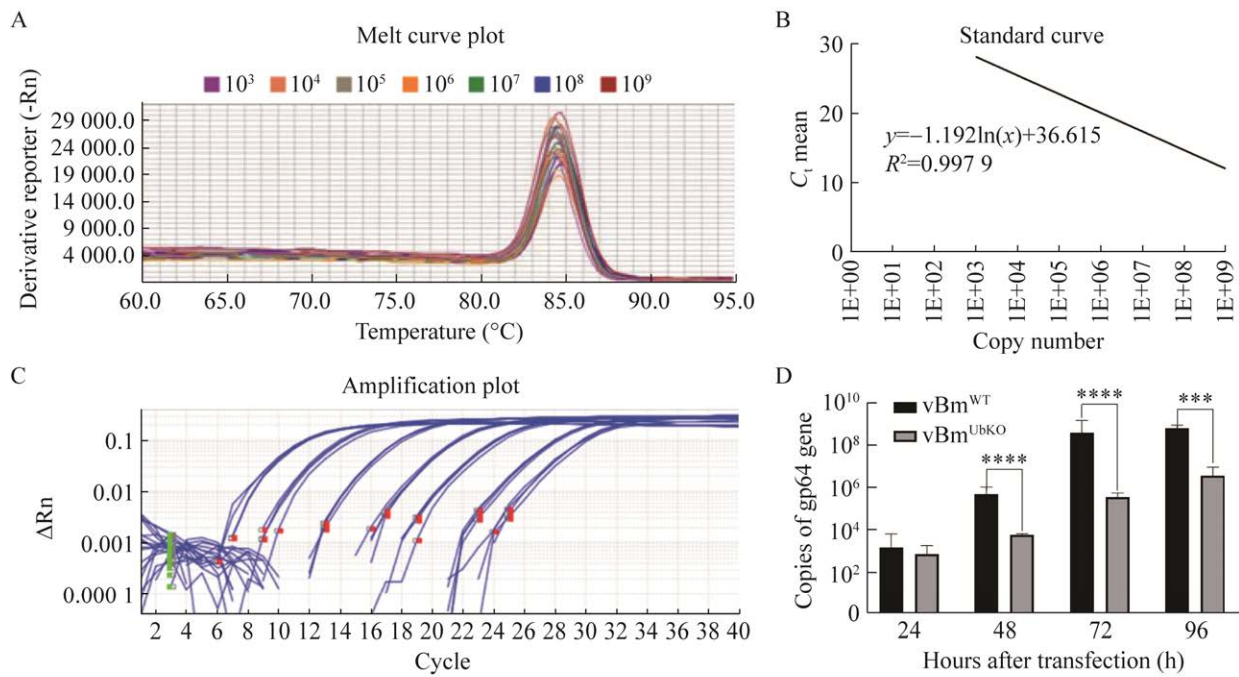 A
Melt curve plot
10³ 10⁴ 10⁵ 10⁶ 10⁷ 10⁸ 10⁹
Derivative reporter (-Rn)
29 000.0
24 000.0
19 000.0
14 000.0
9 000.0
4 000.0
60.0 65.0 70.0 75.0 80.0 85.0 90.0 95.0
Temperature (°C)
B
Standard curve
Cₜ mean
30
20
10
0
y=−1.192ln(x)+36.615
R²=0.997 9
1E+00 1E+01 1E+02 1E+03 1E+04 1E+05 1E+06 1E+07 1E+08 1E+09
Copy number
C
Amplification plot
ΔRn
0.1
0.01
0.001
0.000 1
2 4 6 8 10 12 14 16 18 20 22 24 26 28 30 32 34 36 38 40
Cycle
D
Copies of gp64 gene
10¹⁰
10⁸
10⁶
10⁴
10²
0
vBmᵂᵀ
vBmᵁᵇᴷᴼ
**** **** ***
24 48 72 96
Hours after transfection (h)